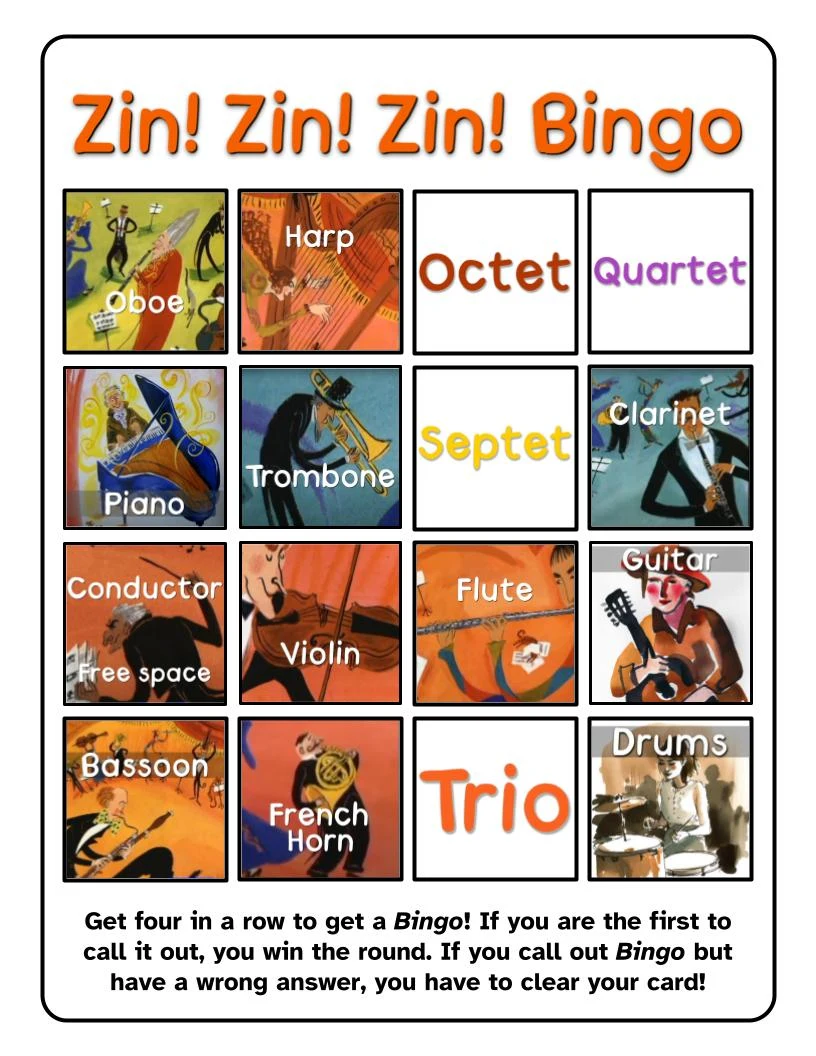 Zin! Zin! Zin! Bingo
Oboe
Harp
Octet
Quartet
Piano
Trombone
Septet
Clarinet
Conductor
Free space
Violin
Flute
Guitar
Bassoon
French
Horn
Trio
Drums
Get four in a row to get a Bingo! If you are the first to
call it out, you win the round. If you call out Bingo but
have a wrong answer, you have to clear your card!